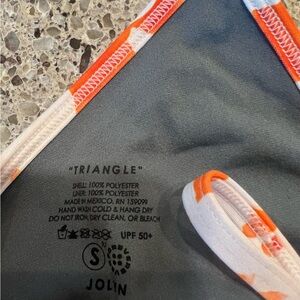 "TRIANGLE"
SHELL: 100% POLYESTER
LINER: 100% POLYESTER
MADE IN MEXICO, RN 159091
HAND WASH COLD & HANG DRY
DO NOT IRON, DRY CLEAN, OR BLEACH
UPF 50+
S
JOLYN